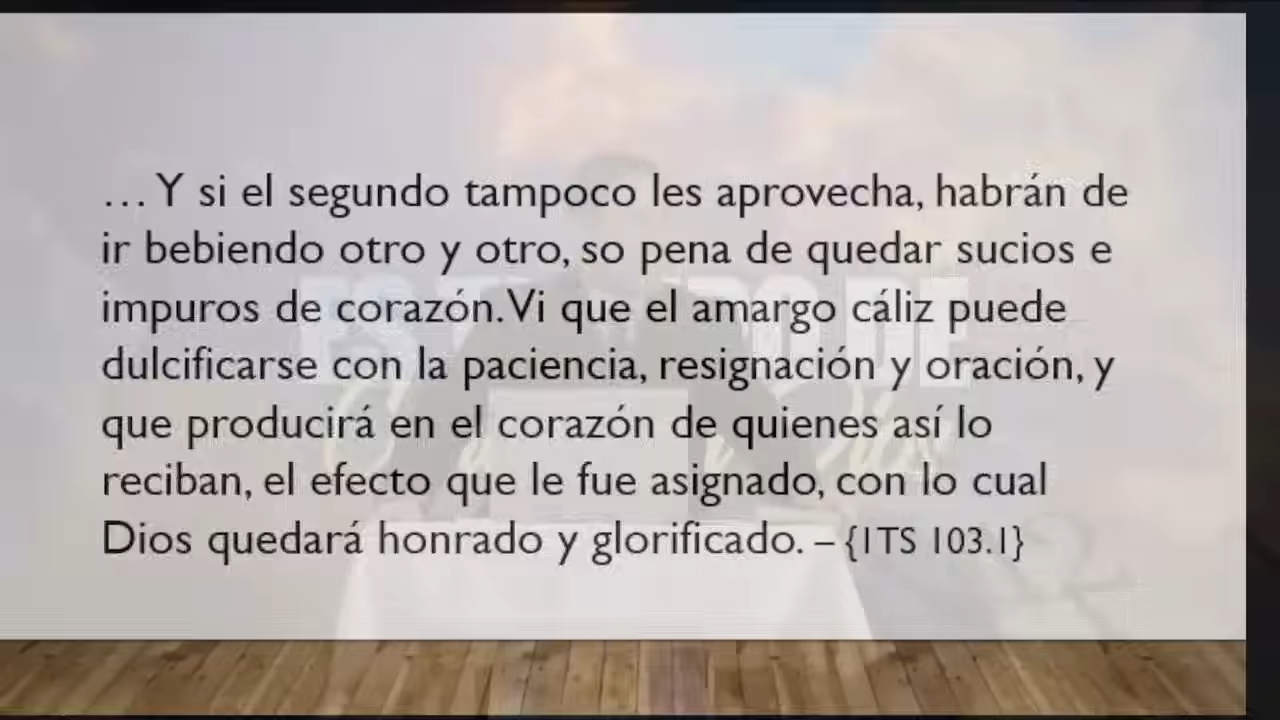 … Y si el segundo tampoco les aprovecha, habrán de
ir bebiendo otro y otro, so pena de quedar sucios e
impuros de corazón. Vi que el amargo cáliz puede
dulcificarse con la paciencia, resignación y oración, y
que producirá en el corazón de quienes así lo
reciban, el efecto que le fue asignado, con lo cual
Dios quedará honrado y glorificado. – {1TS 103.1}